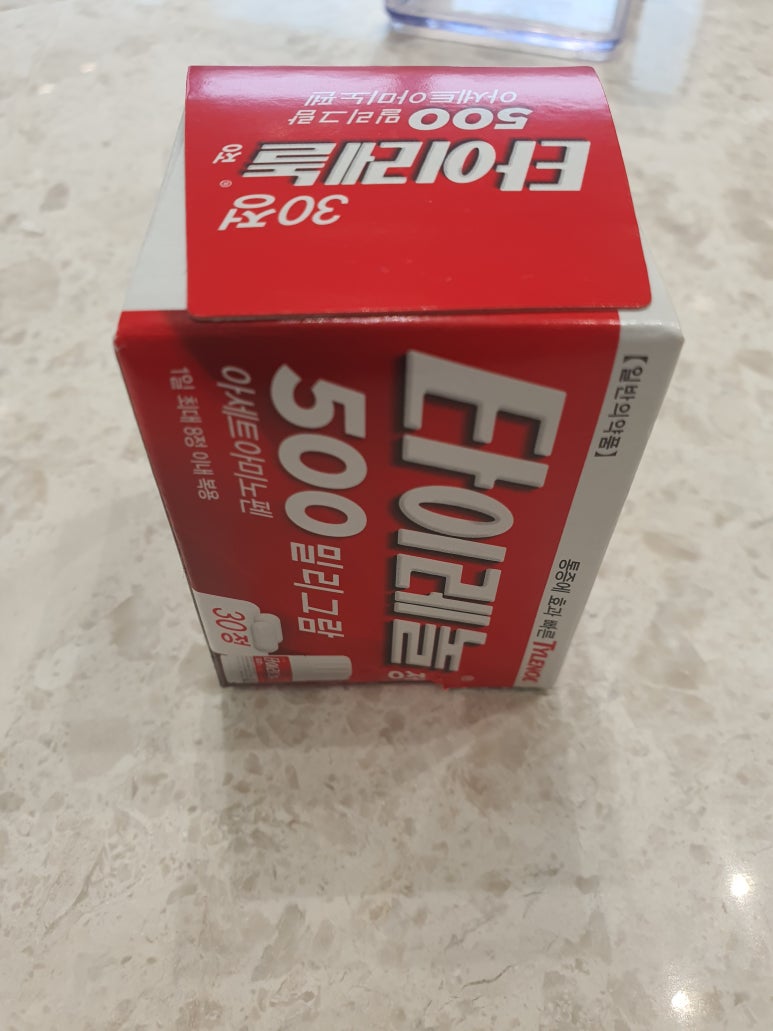 30정
타이레놀®정
500 밀리그람
아세트아미노펜
【일반의약품】
통증에 효과 빠른 TYLENOL
타이레놀®정
500 밀리그람
아세트아미노펜
1일 최대 8정 이내 복용
30정